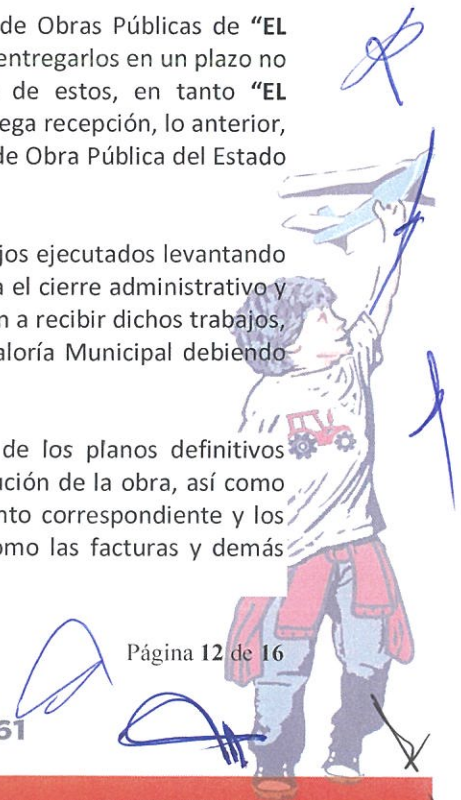 de Obras Públicas de “EL
entregarlos en un plazo no
de estos, en tanto “EL
ega recepción, lo anterior,
de Obra Pública del Estado
jos ejecutados levantando
a el cierre administrativo y
n a recibir dichos trabajos,
aloría Municipal debiendo
de los planos definitivos
ución de la obra, así como
nto correspondiente y los
omo las facturas y demás
Página 12 de 16
61